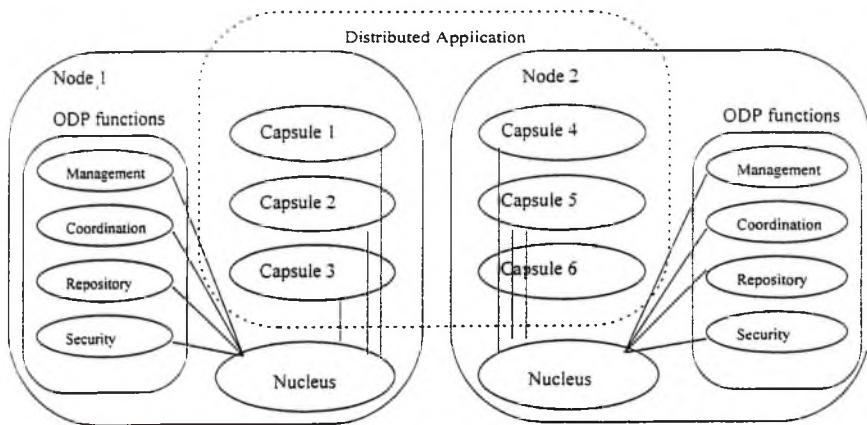 Distributed Application
Node 1
Node 2
ODP functions
ODP functions
Capsule 1
Capsule 4
Management
Management
Capsule 2
Capsule 5
Coordination
Coordination
Capsule 3
Capsule 6
Repository
Repository
Security
Security
Nucleus
Nucleus